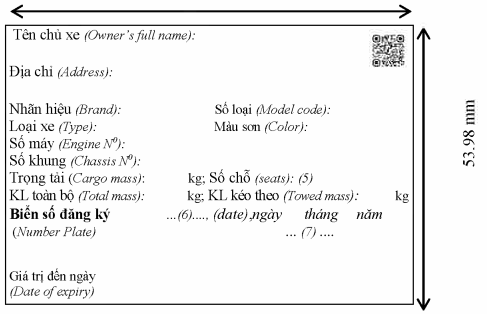 Tên chủ xe (Owner's full name):
Địa chỉ (Address):
Nhãn hiệu (Brand): Số loại (Model code):
Loại xe (Type): Màu sơn (Color):
Số máy (Engine Nº):
Số khung (Chassis Nº):
Trọng tải (Cargo mass): kg; Số chỗ (seats): (5)
KL toàn bộ (Total mass): kg; KL kéo theo (Towed mass): kg
Biển số đăng ký ...(6)...., (date),ngày tháng năm
(Number Plate) ... (7) ....
Giá trị đến ngày
(Date of expiry)
53.98 mm